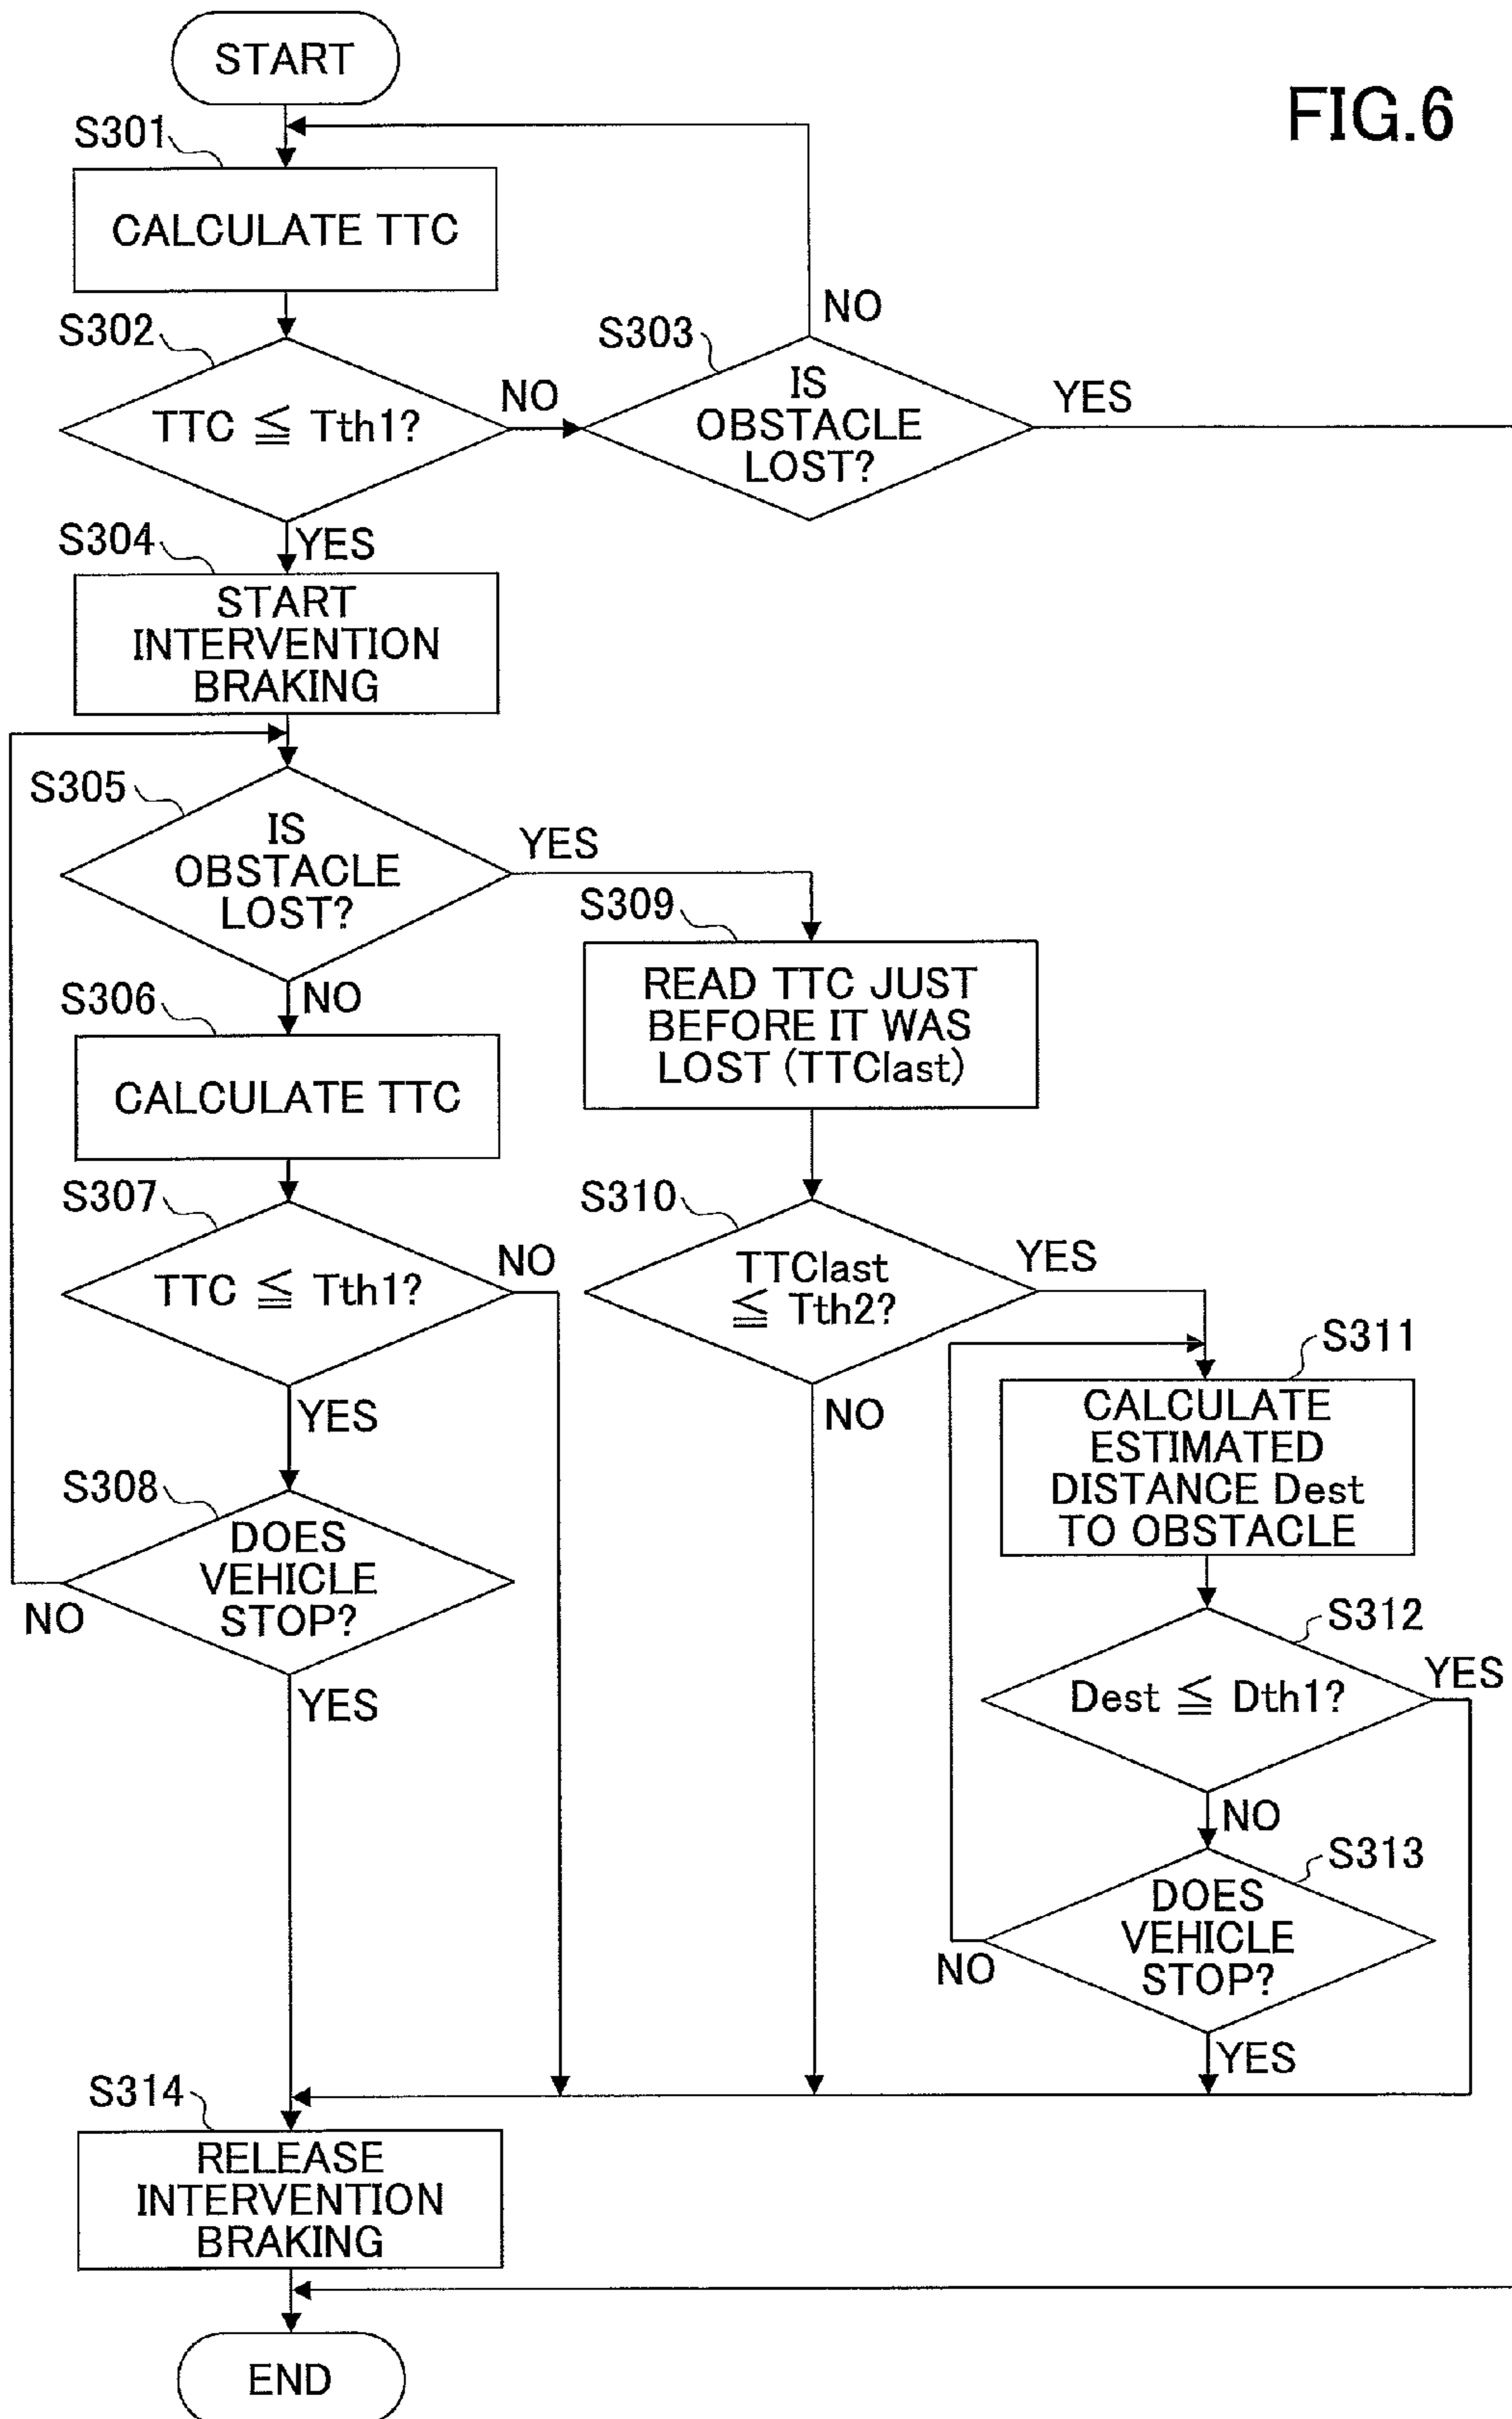 FIG.6
START
S301
CALCULATE TTC
S302
TTC ≦ Tth1?
NO
S303
IS
OBSTACLE
LOST?
NO
YES
YES
S304
START
INTERVENTION
BRAKING
S305
IS
OBSTACLE
LOST?
YES
NO
S306
CALCULATE TTC
S307
TTC ≦ Tth1?
NO
YES
S308
DOES
VEHICLE
STOP?
NO
YES
S309
READ TTC JUST
BEFORE IT WAS
LOST (TTClast)
S310
TTClast
≦ Tth2?
YES
NO
S311
CALCULATE
ESTIMATED
DISTANCE Dest
TO OBSTACLE
S312
Dest ≦ Dth1?
YES
NO
S313
DOES
VEHICLE
STOP?
NO
YES
S314
RELEASE
INTERVENTION
BRAKING
END